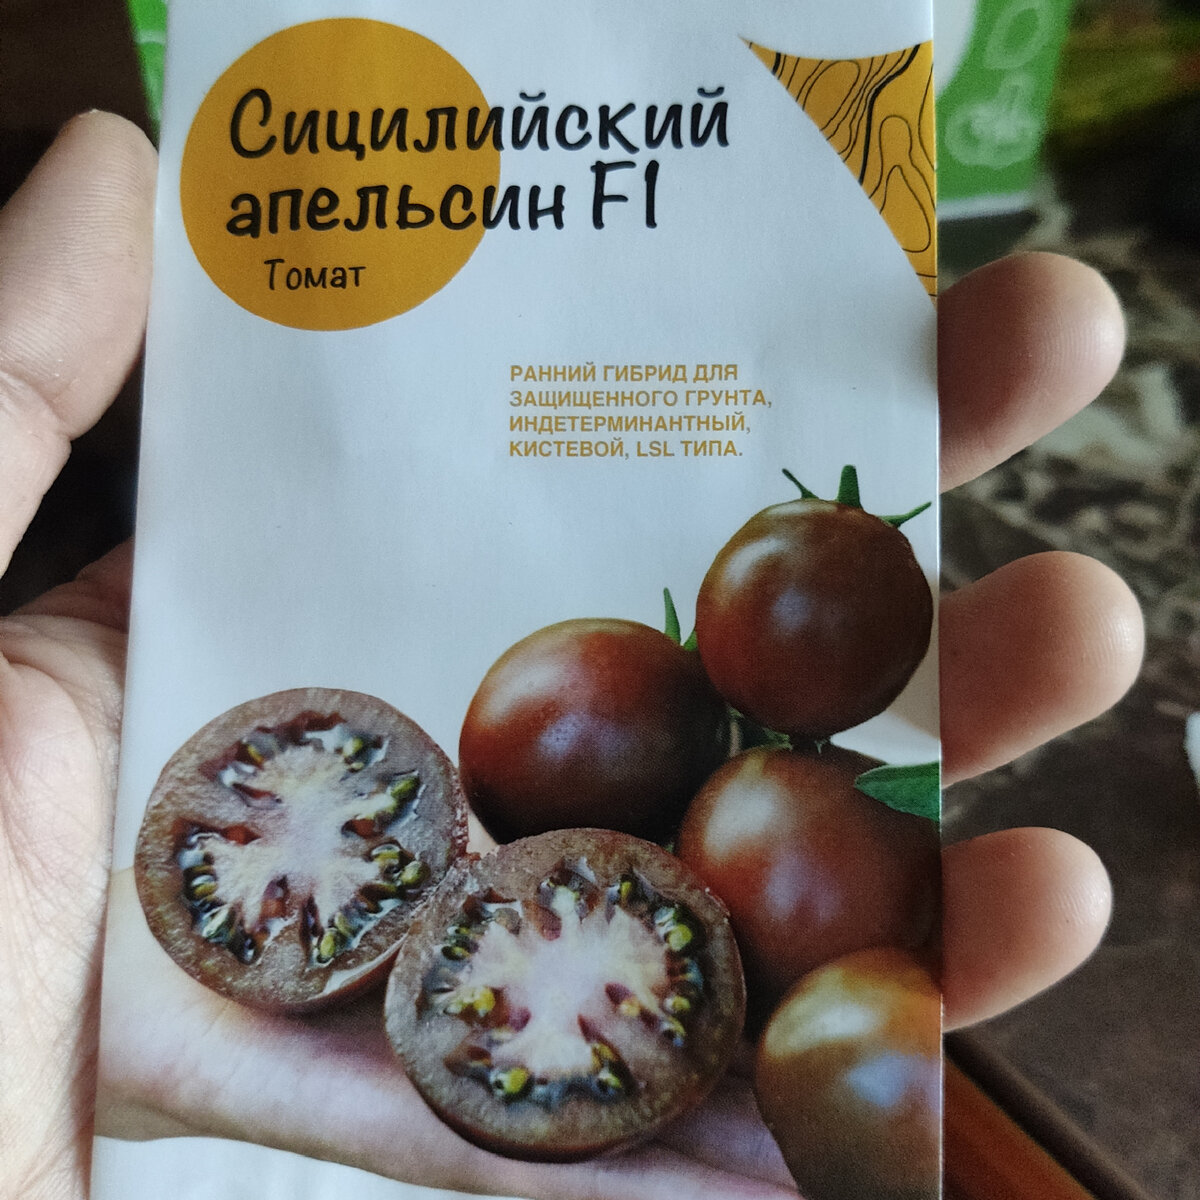 Сицилийский
апельсин F1
Томат
РАННИЙ ГИБРИД ДЛЯ
ЗАЩИЩЕННОГО ГРУНТА,
ИНДЕТЕРМИНАНТНЫЙ,
КИСТЕВОЙ, LSL ТИПА.